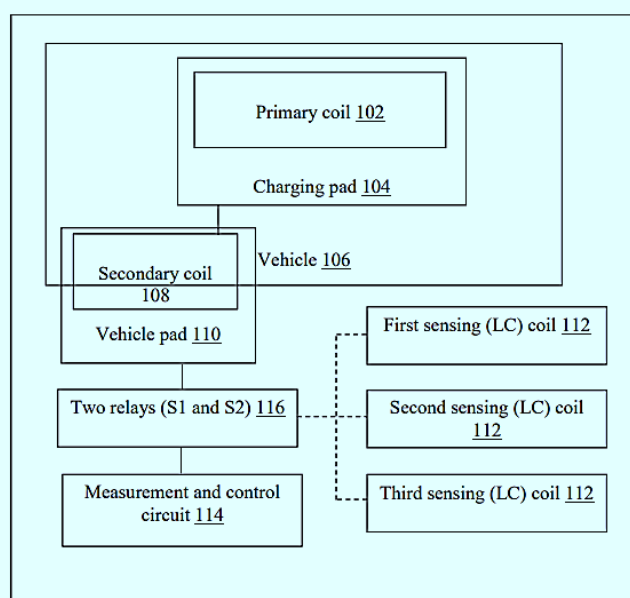 Primary coil 102
Charging pad 104
Vehicle 106
Secondary coil
108
Vehicle pad 110
First sensing (LC) coil 112
Two relays (S1 and S2) 116
Second sensing (LC) coil
112
Measurement and control
circuit 114
Third sensing (LC) coil 112